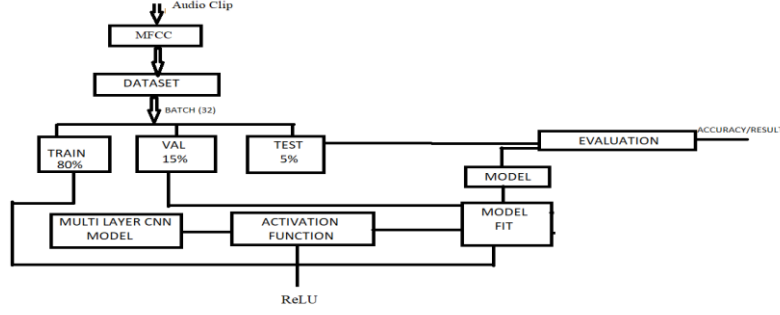 Audio Clip
MFCC
DATASET
BATCH (32)
TRAIN
80%
VAL
15%
TEST
5%
EVALUATION
ACCURACY/RESULT
MODEL
MULTI LAYER CNN
MODEL
ACTIVATION
FUNCTION
MODEL
FIT
ReLU